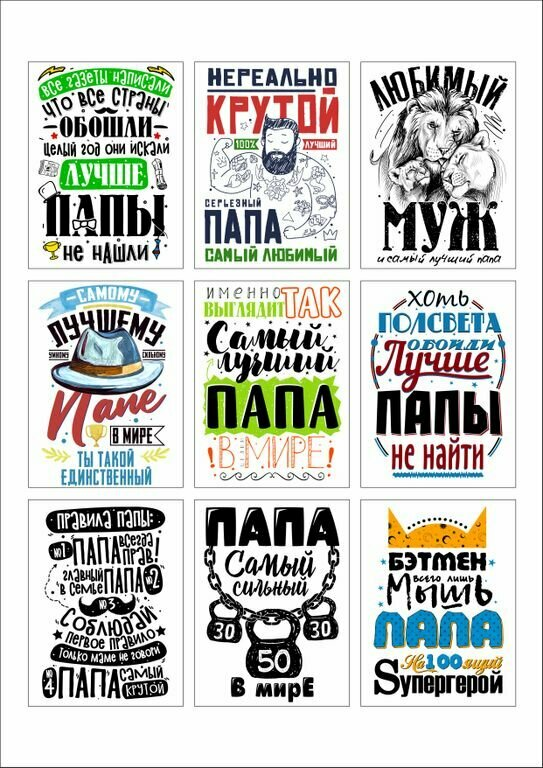 ВСЕ ГАЗЕТЫ НАПИСАЛИ
ЧТО ВСЕ СТРАНЫ
ОБОШЛИ
ЦЕЛЫЙ ГОД ОНИ ИСКАЛИ
ЛУЧШЕ
ПАПЫ
НЕ НАШЛИ
НЕРЕАЛЬНО
КРУТОЙ
100% ЛУЧШИЙ
СЕРЬЕЗНЫЙ
ПАПА
САМЫЙ ЛЮБИМЫЙ
ЛЮБИМЫЙ
МУЖ
и самый лучший папа
САМОМУ
ЛУЧШЕМУ
УМНОМУ СИЛЬНОМУ
Папе
В МИРЕ
ТЫ ТАКОЙ
ЕДИНСТВЕННЫЙ
ИМЕННО ТАК
ВЫГЛЯДИТ
Самый
лучший
ПАПА
В МИРЕ!
ХОТЬ
ПОЛСВЕТА
ОБОЙДИ
Лучше
ПАПЫ
НЕ НАЙТИ
ПРАВИЛА ПАПЫ:
№1 ПАПА ВСЕГДА ПРАВ!
ГЛАВНЫЙ В СЕМЬЕ ПАПА №2
№3
СОБЛЮДАЙ
ПЕРВОЕ ПРАВИЛО
ТОЛЬКО МАМЕ НЕ ГОВОРИ
4 ПАПА САМЫЙ КРУТОЙ
ПАПА
Самый
сильный
30 30
50
В мирЕ
БЭТМЕН
всего лишь
Мышь
ПАПА
На 100ящий
Sупергерой